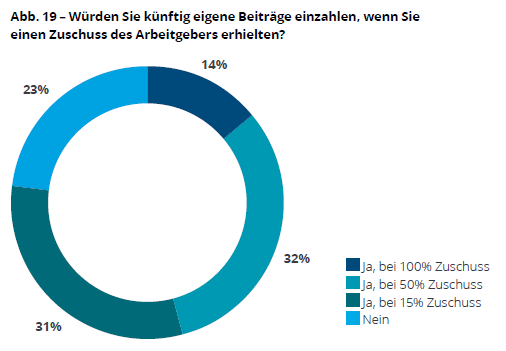 Abb. 19 – Würden Sie künftig eigene Beiträge einzahlen, wenn Sie
einen Zuschuss des Arbeitgebers erhielten?
14%
23%
32%
31%
Ja, bei 100% Zuschuss
Ja, bei 50% Zuschuss
Ja, bei 15% Zuschuss
Nein